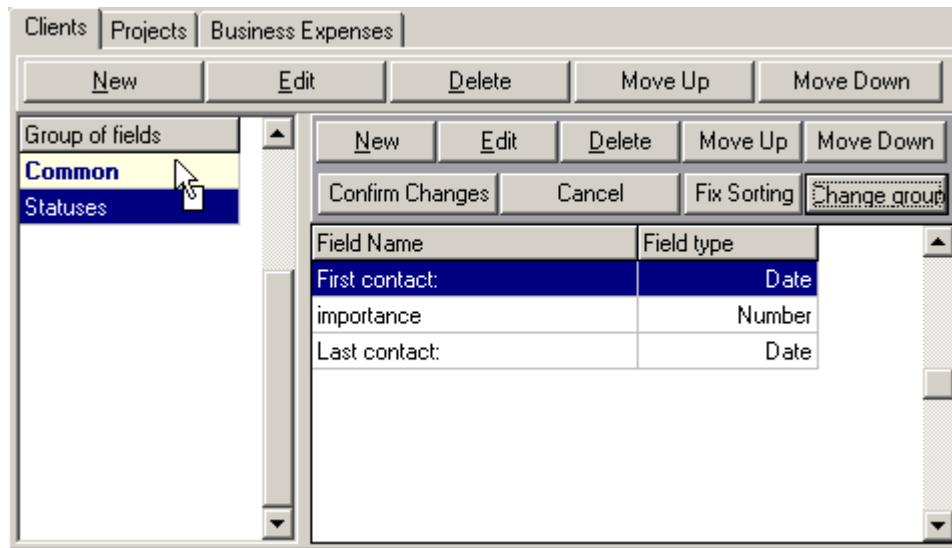 Clients Projects Business Expenses
New Edit Delete Move Up Move Down
Group of fields
Common
Statuses
New Edit Delete Move Up Move Down
Confirm Changes Cancel Fix Sorting Change group
Field Name Field type
First contact: Date
importance Number
Last contact: Date